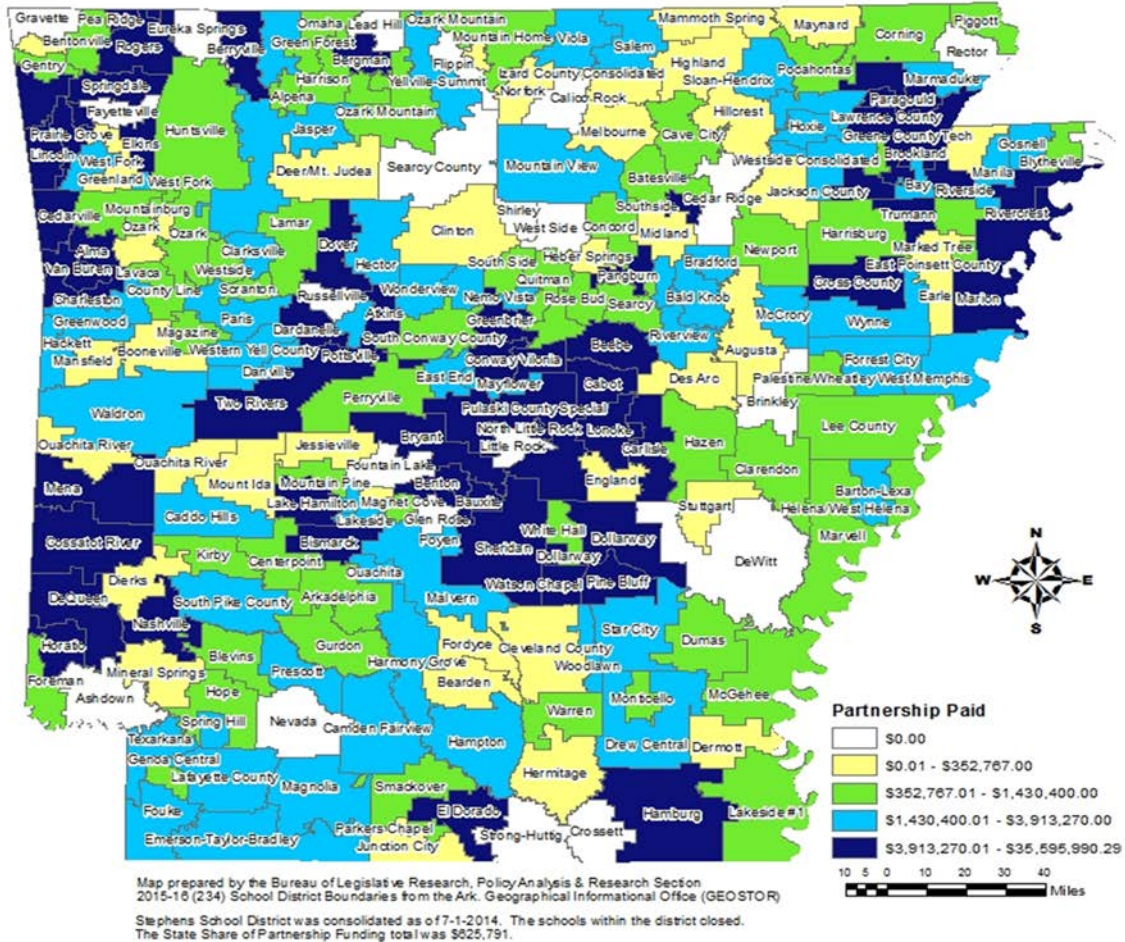 Gravette
Pea Ridge
Eureka Springs
Omaha
Lead Hill
Ozark Mountain
Mammoth Spring
Maynard
Piggott
Bentonville
Rogers
Berryville
Green Forest
Mountain Home
Viola
Salem
Corning
Rector
Gentry
Bergman
Flippin
Highland
Pocahontas
Springdale
Harrison
Yellville-Summit
Izard County Consolidated
Norfork
Sloan-Hendrix
Marmaduke
Fayetteville
Alpena
Ozark Mountain
Calico Rock
Hillcrest
Paragould
Lawrence County
Prairie Grove
Elkins
Huntsville
Jasper
Melbourne
Cave City
Hoxie
Greene County Tech
Gosnell
Lincoln
West Fork
Searcy County
Mountain View
Westside Consolidated
Brookland
Blytheville
Greenland
West Fork
Deer/Mt. Judea
Batesville
Jackson County
Bay
Riverside
Manila
Cedarville
Mountainburg
Shirley
Southside
Cedar Ridge
Trumann
Rivercrest
Ozark
Ozark
Lamar
Clinton
West Side
Concord
Midland
Newport
Harrisburg
Marked Tree
Alma
Clarksville
Dover
Hector
South Side
Heber Springs
Bradford
East Poinsett County
Van Buren
Lavaca
Westside
Quitman
Pangburn
Cross County
Earle
Marion
Charleston
County Line
Scranton
Russellville
Wonderview
Nemo Vista
Rose Bud
Searcy
Bald Knob
McCrory
Greenwood
Paris
Atkins
Greenbrier
Wynne
Hackett
Magazine
Dardanelle
South Conway County
Riverview
Mansfield
Booneville
Western Yell County
Pottsville
Conway
Vilonia
Beebe
Augusta
Forrest City
Danville
East End
Mayflower
Cabot
Des Arc
Palestine/Wheatley
West Memphis
Waldron
Two Rivers
Perryville
Pulaski County Special
Brinkley
Ouachita River
Jessieville
Bryant
North Little Rock
Lonoke
Hazen
Lee County
Ouachita River
Fountain Lake
Little Rock
Carlisle
Clarendon
Mena
Mount Ida
Mountain Pine
Benton
England
Barton-Lexa
Lake Hamilton
Magnet Cove
Bauxite
Stuttgart
Helena/West Helena
Caddo Hills
Lakeside
Glen Rose
White Hall
Marvell
Cossatot River
Bismarck
Poyen
Sheridan
Dollarway
Dollarway
DeWitt
Kirby
Centerpoint
Ouachita
Watson Chapel
Pine Bluff
Dierks
DeQueen
South Pike County
Arkadelphia
Malvern
Nashville
Star City
Horatio
Blevins
Gurdon
Fordyce
Cleveland County
Dumas
Foreman
Mineral Springs
Prescott
Harmony Grove
Woodlawn
Ashdown
Hope
Bearden
Monticello
McGehee
Spring Hill
Nevada
Camden Fairview
Warren
Texarkana
Hampton
Drew Central
Dermott
Genoa Central
Lafayette County
Magnolia
Smackover
Hermitage
Fouke
El Dorado
Hamburg
Lakeside #1
Emerson-Taylor-Bradley
Parkers Chapel
Strong-Huttig
Crossett
Junction City
N
W
E
S
Partnership Paid
$0.00
$0.01 - $352,767.00
$352,767.01 - $1,430,400.00
$1,430,400.01 - $3,913,270.00
$3,913,270.01 - $35,595,990.29
10 5 0 10 20 30 40
Miles
Map prepared by the Bureau of Legislative Research, Policy Analysis & Research Section
2015-16 (234) School District Boundaries from the Ark. Geographical Informational Office (GEOSTOR)
Stephens School District was consolidated as of 7-1-2014. The schools within the district closed.
The State Share of Partnership Funding total was $625,791.